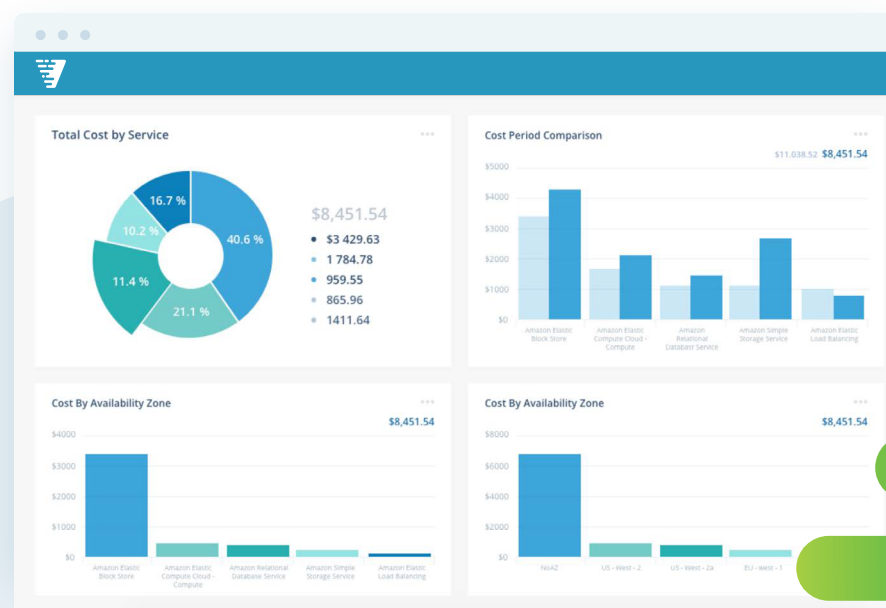 Total Cost by Service
16.7 %
10.2 %
40.6 %
11.4 %
21.1 %
$8,451.54
$3 429.63
1 784.78
959.55
865.96
1411.64
Cost Period Comparison
$11.038.52 $8,451.54
$5000
$4000
$3000
$2000
$1000
$0
Amazon Elastic
Block Store
Amazon Elastic
Compute Cloud -
Compute
Amazon
Relational
Database Service
Amazon Simple
Storage Service
Amazon Elastic
Load Balancing
Cost By Availability Zone
$8,451.54
$4000
$3000
$2000
$1000
$0
Amazon Elastic
Block Store
Amazon Elastic
Compute Cloud -
Compute
Amazon Relational
Database Service
Amazon Simple
Storage Service
Amazon Elastic
Load Balancing
Cost By Availability Zone
$8,451.54
$8000
$6000
$4000
$2000
$0
NoAZ
US - West - 2
US - West - 2a
EU - west - 1